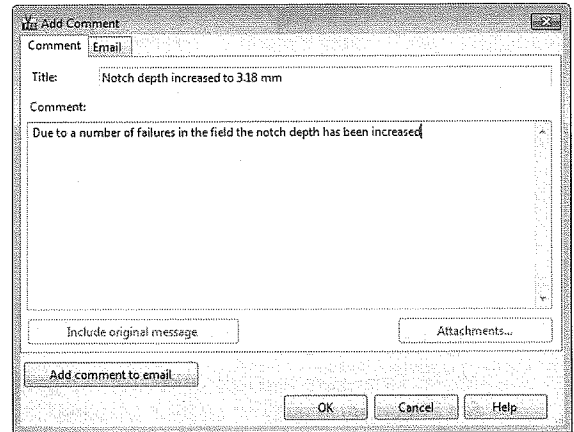 Add Comment
Comment Email
Title: Notch depth increased to 3.18 mm
Comment:
Due to a number of failures in the field the notch depth has been increased
Include original message Attachments...
Add comment to email
OK Cancel Help